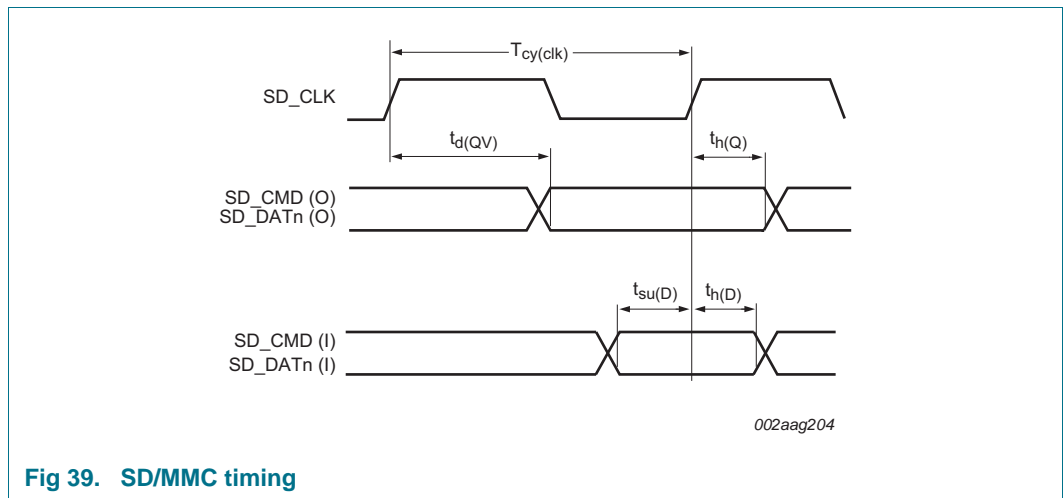 Tcy(clk)
SD_CLK
td(QV)
th(Q)
SD_CMD (O)
SD_DATn (O)
tsu(D)
th(D)
SD_CMD (I)
SD_DATn (I)
002aag204
Fig 39. SD/MMC timing